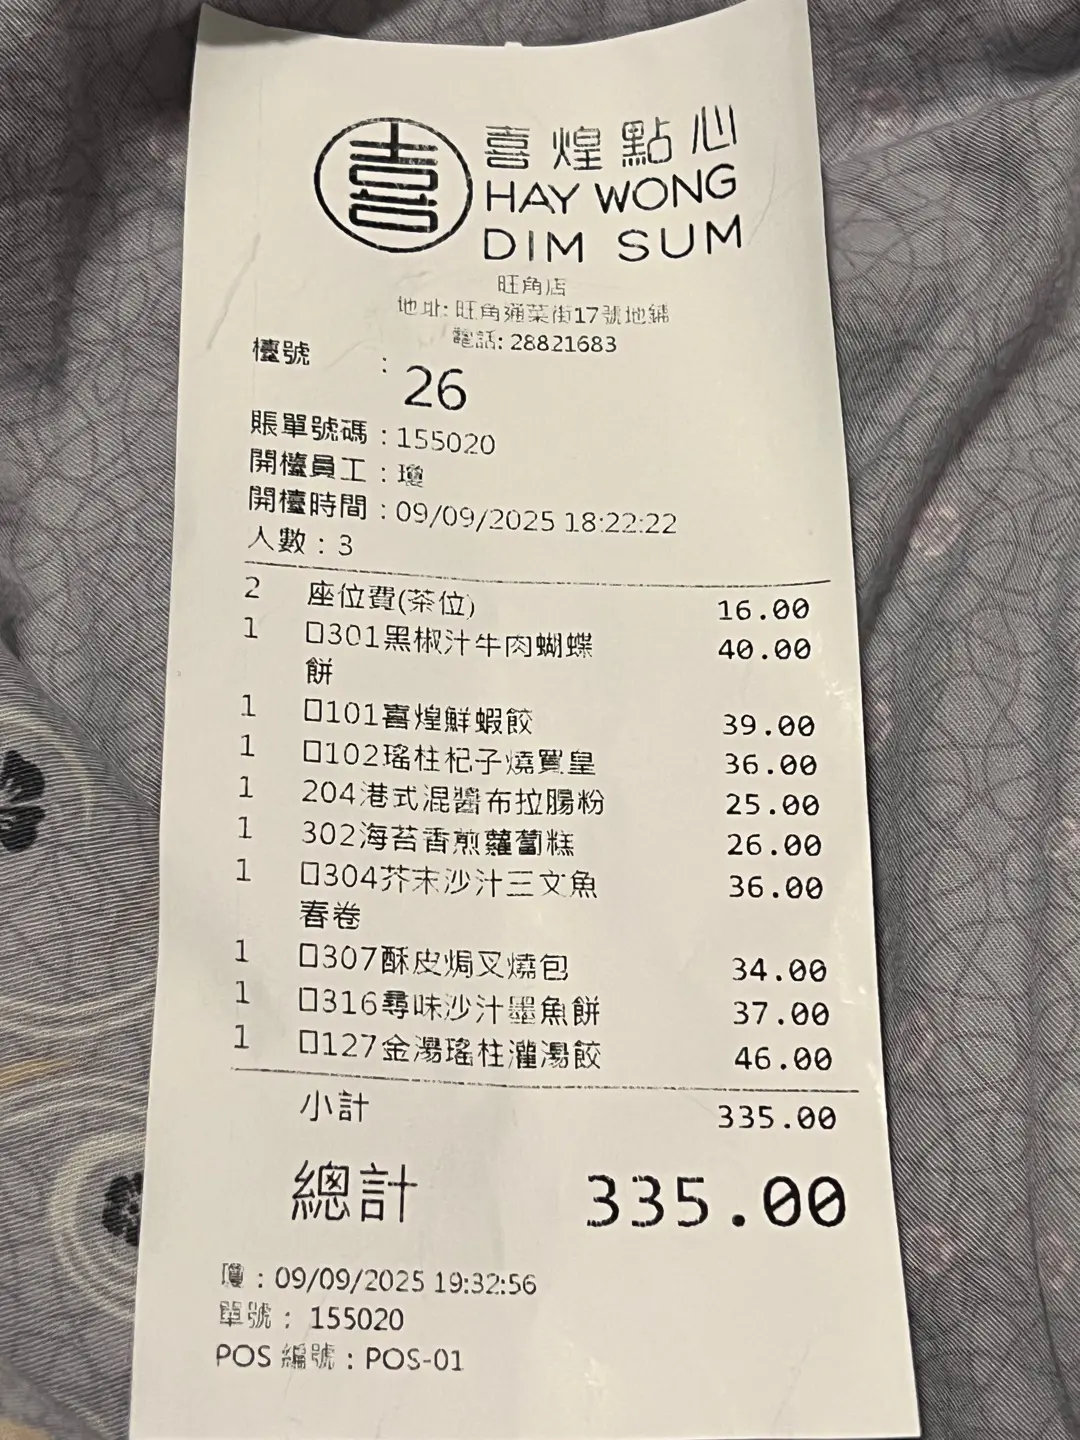 喜
喜煌點心
HAY WONG
DIM SUM
旺角店
地址: 旺角通菜街17號地鋪
電話: 28821683
檯號 : 26
賬單號碼 : 155020
開檯員工 : 瓊
開檯時間 : 09/09/2025 18:22:22
人數 : 3
2 座位費(茶位) 16.00
1 口301黑椒汁牛肉蝴蝶 40.00
餅
1 口101喜煌鮮蝦餃 39.00
1 口102瑤柱杞子燒賣皇 36.00
1 204港式混醬布拉腸粉 25.00
1 302海苔香煎蘿蔔糕 26.00
1 口304芥末沙汁三文魚 36.00
春卷
1 口307酥皮焗叉燒包 34.00
1 口316尋味沙汁墨魚餅 37.00
1 口127金湯瑤柱灌湯餃 46.00
小計 335.00
總計 335.00
瓊 : 09/09/2025 19:32:56
單號 : 155020
POS 編號 : POS-01